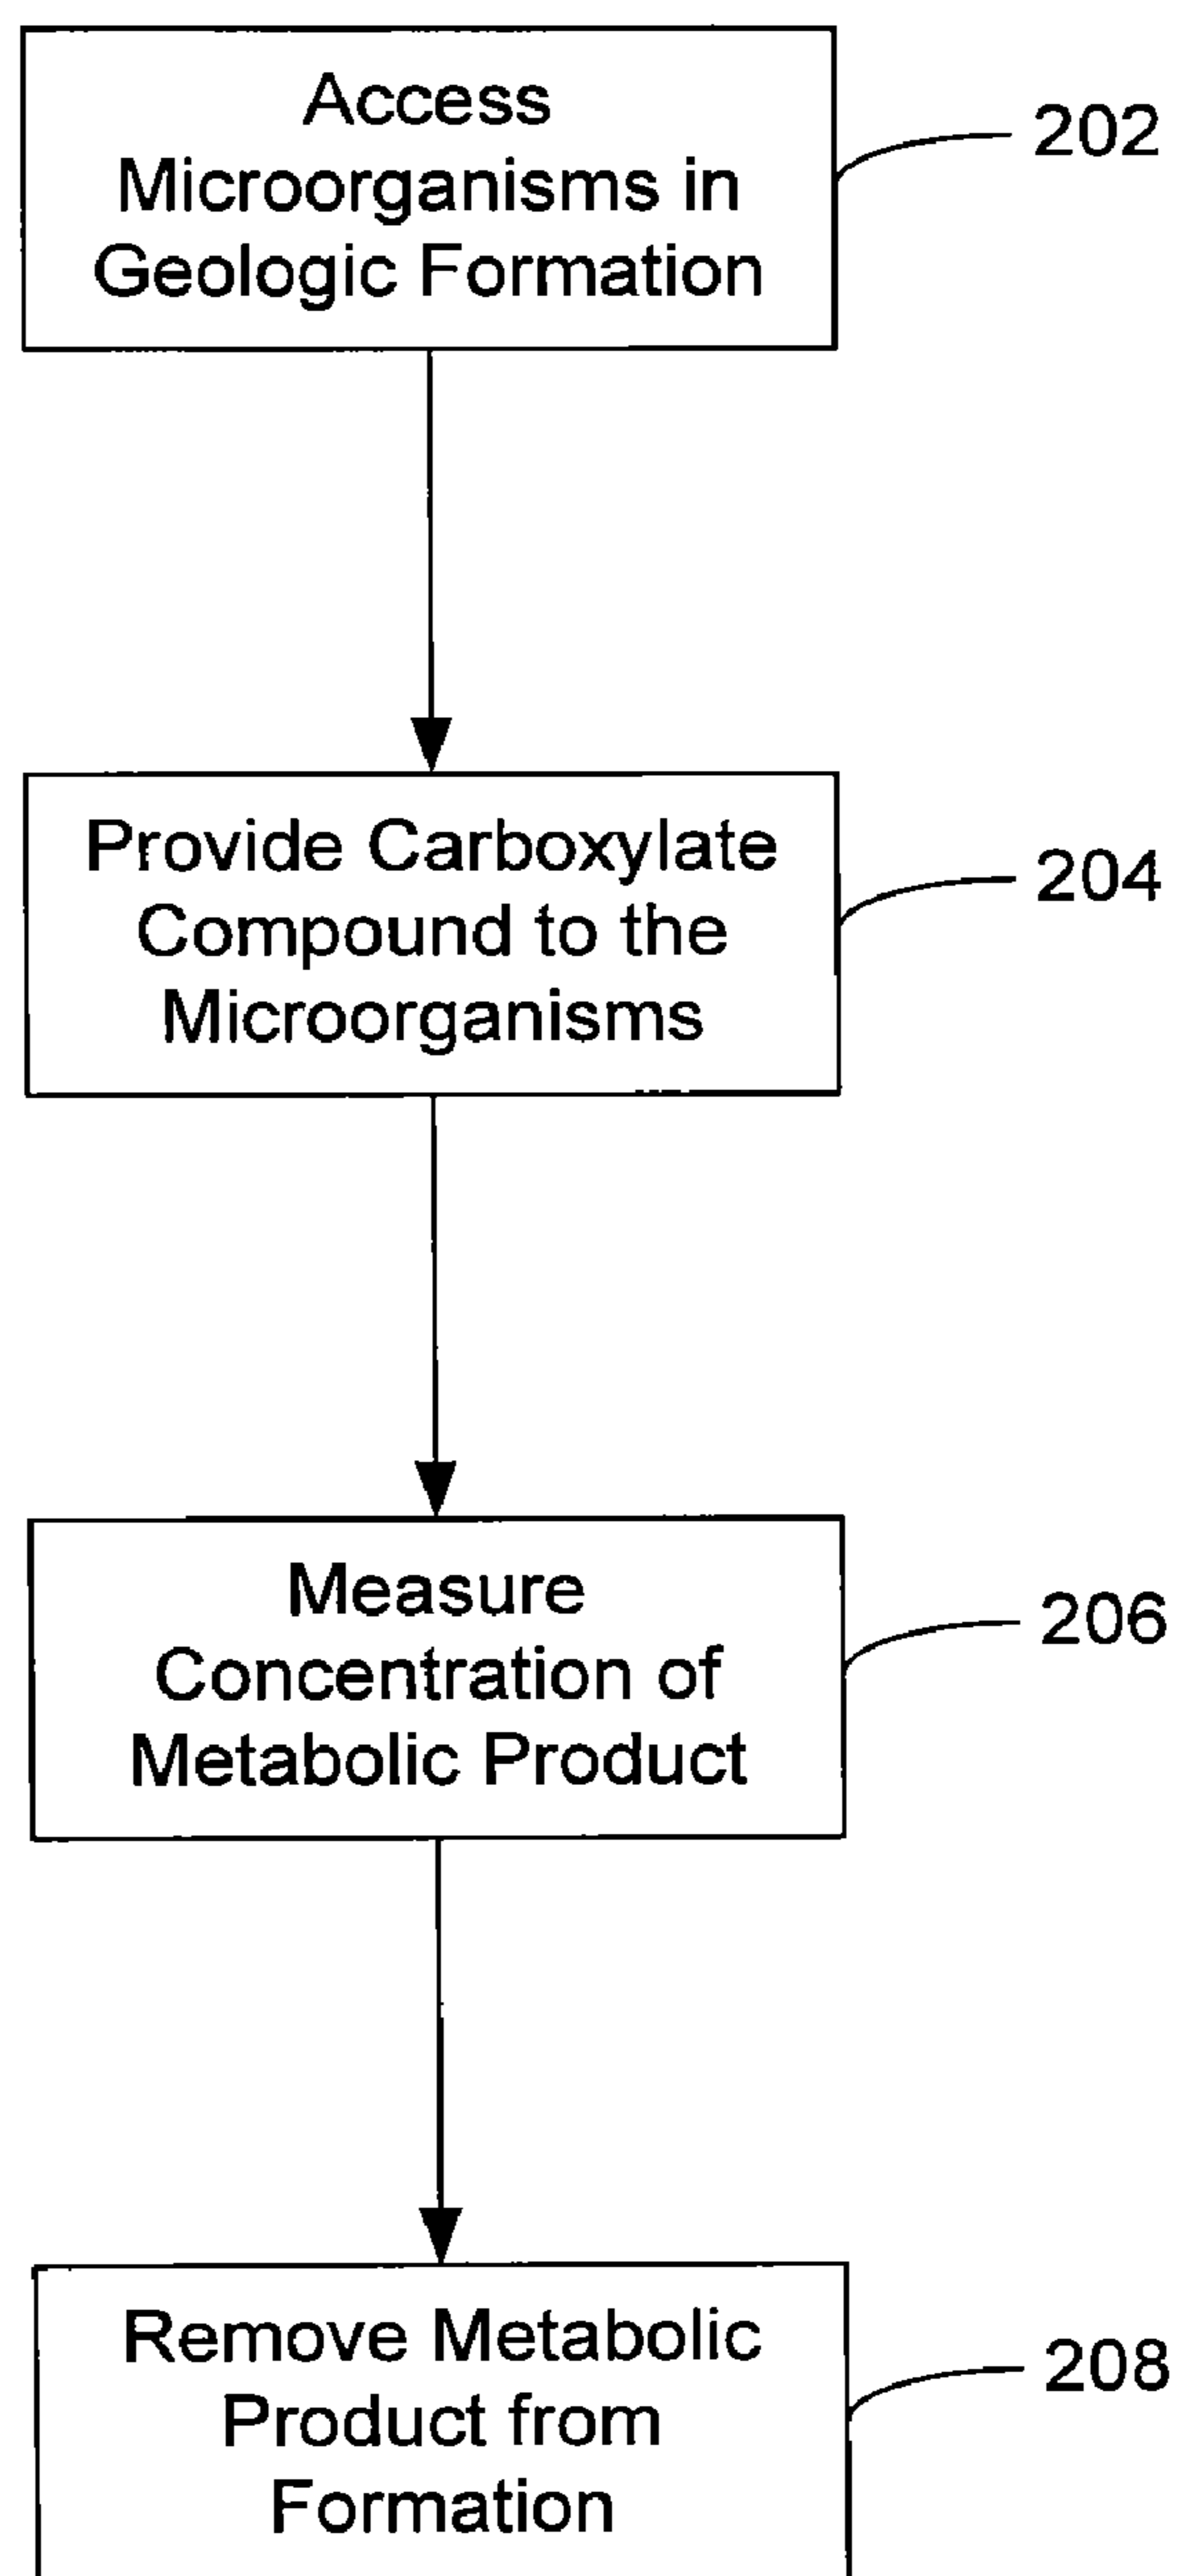 Access
Microorganisms in
Geologic Formation
202
Provide Carboxylate
Compound to the
Microorganisms
204
Measure
Concentration of
Metabolic Product
206
Remove Metabolic
Product from
Formation
208